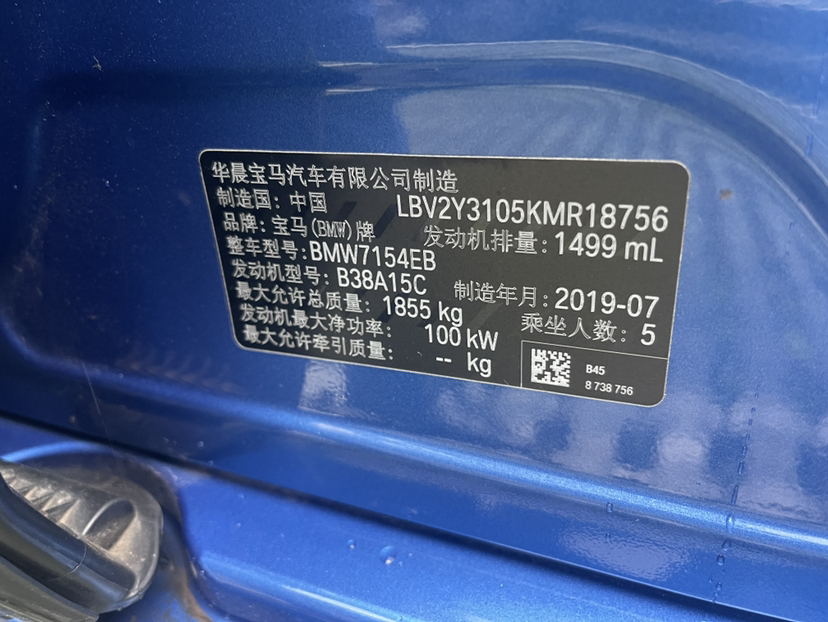 华晨宝马汽车有限公司制造
制造国: 中国 LBV2Y3105KMR18756
品牌: 宝马(BMW)牌 发动机排量: 1499 mL
整车型号: BMW7154EB
发动机型号: B38A15C 制造年月: 2019-07
最大允许总质量: 1855 kg 乘坐人数: 5
发动机最大净功率: 100 kW
最大允许牵引质量: -- kg
B45
8 738 756